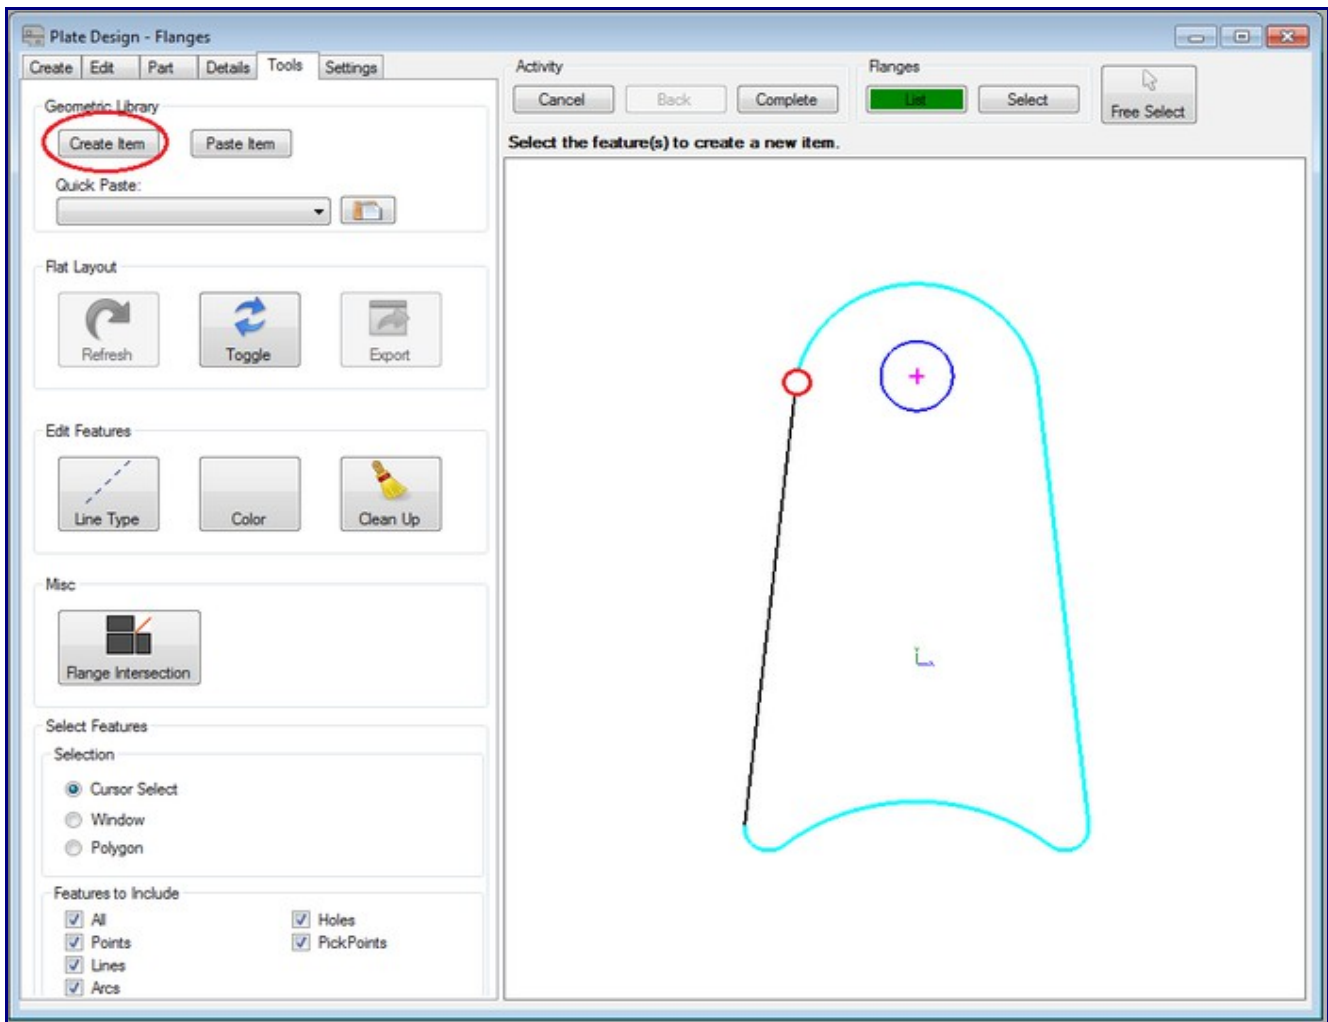 Plate Design - Flanges
Create Edit Part Details Tools Settings
Geometric Library
Create Item Paste Item
Quick Paste:
Flat Layout
Refresh Toggle Export
Edit Features
Line Type Color Clean Up
Misc
Flange Intersection
Select Features
Selection
Cursor Select
Window
Polygon
Features to Include
All Holes
Points PickPoints
Lines
Arcs
Activity
Cancel Back Complete
Flanges
List Select
Free Select
Select the feature(s) to create a new item.